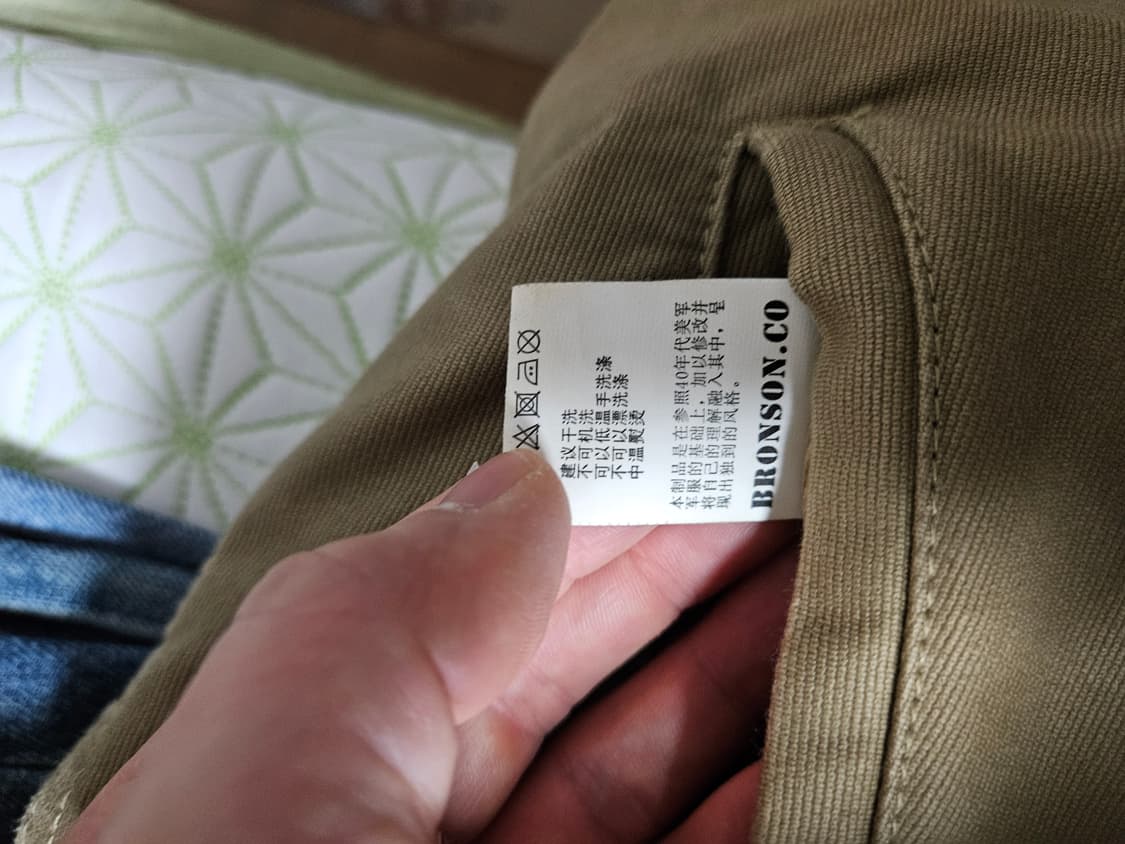 建议干洗
不可机洗
可以低温手洗涤
不可以漂洗涤
中温熨烫
本制品是在参照40年代美军
军服的基础上，加以修改并
将自己的理解融入其中，呈
现出独到的风格。
BRONSON.CO